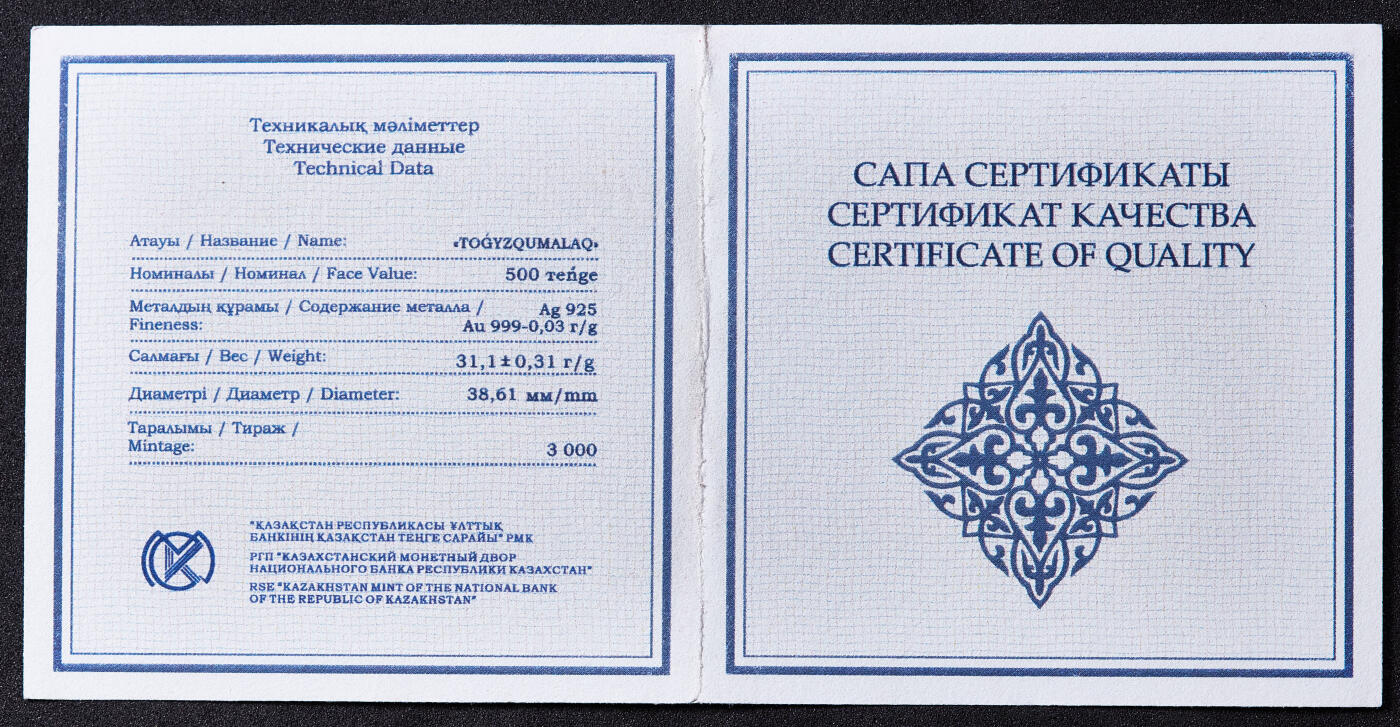 Техникалық мәліметтер
Технические данные
Technical Data
Атауы / Название / Name: «TOǴYZQUMALAQ»
Номиналы / Номинал / Face Value: 500 теńge
Металдың құрамы / Содержание металла / Ag 925
Fineness: Au 999-0,03 г/g
Салмағы / Вес / Weight: 31,1±0,31 г/g
Диаметрі / Диаметр / Diameter: 38,61 мм/mm
Таралымы / Тираж /
Mintage: 3 000
"ҚАЗАҚСТАН РЕСПУБЛИКАСЫ ҰЛТТЫҚ
БАНКІНІҢ ҚАЗАҚСТАН ТЕҢГЕ САРАЙЫ" РМК
РГП "КАЗАХСТАНСКИЙ МОНЕТНЫЙ ДВОР
НАЦИОНАЛЬНОГО БАНКА РЕСПУБЛИКИ КАЗАХСТАН"
RSE "KAZAKHSTAN MINT OF THE NATIONAL BANK
OF THE REPUBLIC OF KAZAKHSTAN"
САПА СЕРТИФИКАТЫ
СЕРТИФИКАТ КАЧЕСТВА
CERTIFICATE OF QUALITY